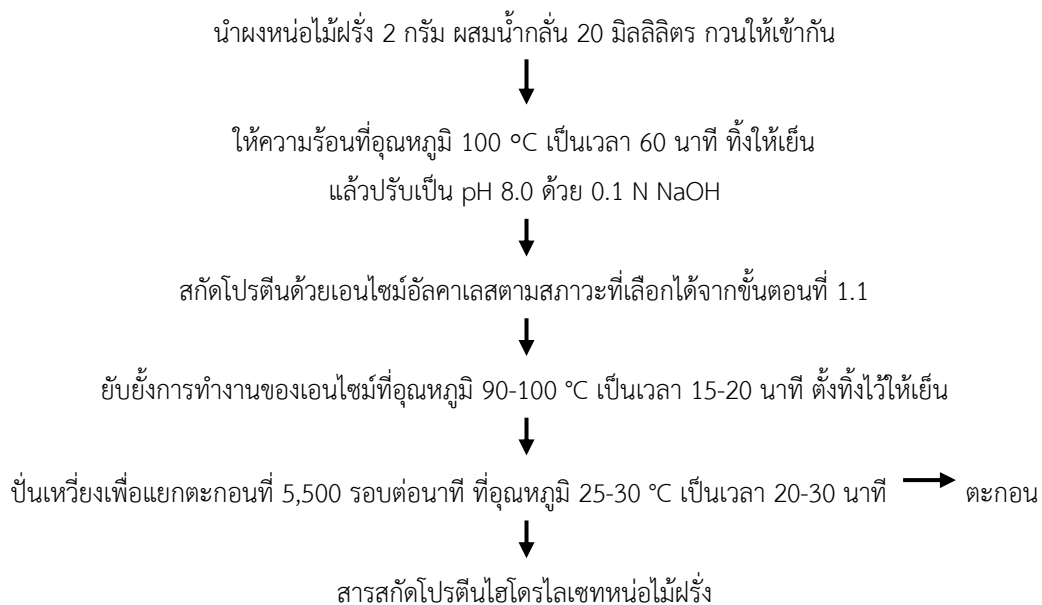 นำผงหน่อไม้ฝรั่ง 2 กรัม ผสมน้ำกลั่น 20 มิลลิลิตร กวนให้เข้ากัน
ให้ความร้อนที่อุณหภูมิ 100 °C เป็นเวลา 60 นาที ทิ้งให้เย็น
แล้วปรับเป็น pH 8.0 ด้วย 0.1 N NaOH
สกัดโปรตีนด้วยเอนไซม์อัลคาเลสตามสภาวะที่เลือกได้จากขั้นตอนที่ 1.1
ยับยั้งการทำงานของเอนไซม์ที่อุณหภูมิ 90-100 °C เป็นเวลา 15-20 นาที ตั้งทิ้งไว้ให้เย็น
ปั่นเหวี่ยงเพื่อแยกตะกอนที่ 5,500 รอบต่อนาที ที่อุณหภูมิ 25-30 °C เป็นเวลา 20-30 นาที ตะกอน
สารสกัดโปรตีนไฮโดรไลเซทหน่อไม้ฝรั่ง